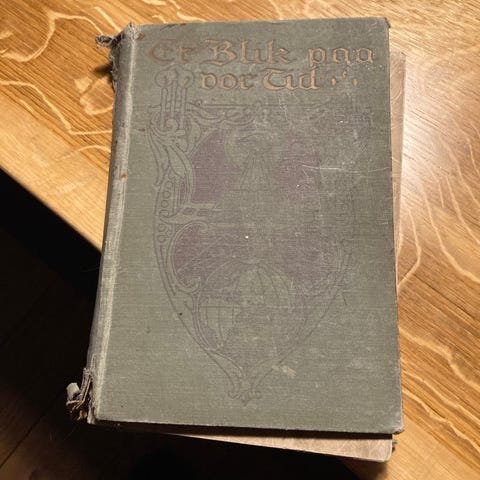 Et Blik paa
vor Tid